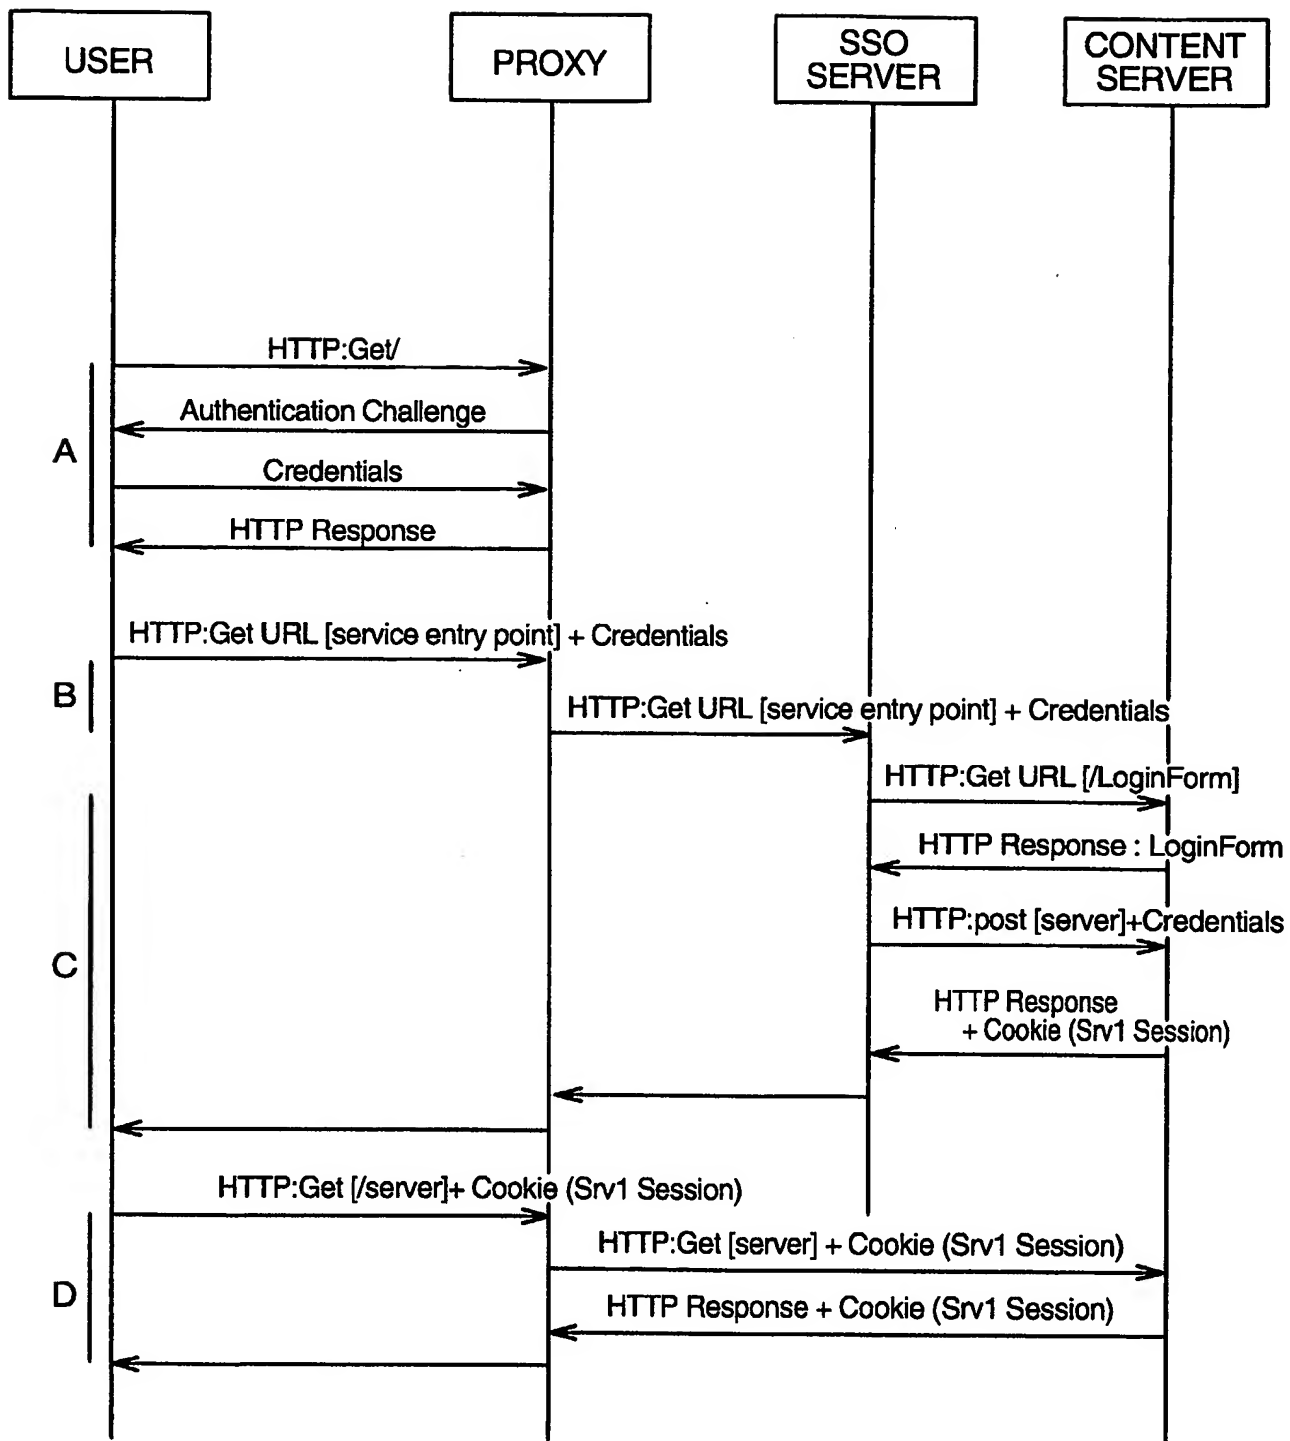 USER
PROXY
SSO
SERVER
CONTENT
SERVER
HTTP:Get/
Authentication Challenge
A
Credentials
HTTP Response
HTTP:Get URL [service entry point] + Credentials
B
HTTP:Get URL [service entry point] + Credentials
HTTP:Get URL [/LoginForm]
HTTP Response : LoginForm
HTTP:post [server]+Credentials
C
HTTP Response
+ Cookie (Srv1 Session)
HTTP:Get [/server]+ Cookie (Srv1 Session)
HTTP:Get [server] + Cookie (Srv1 Session)
D
HTTP Response + Cookie (Srv1 Session)